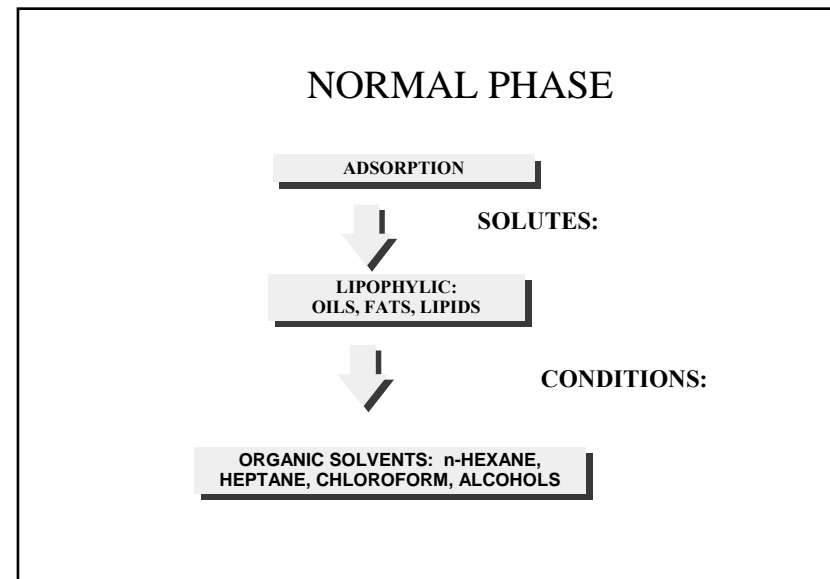 NORMAL PHASE
ADSORPTION
SOLUTES:
LIPOPHYLIC:
OILS, FATS, LIPIDS
CONDITIONS:
ORGANIC SOLVENTS: n-HEXANE,
HEPTANE, CHLOROFORM, ALCOHOLS